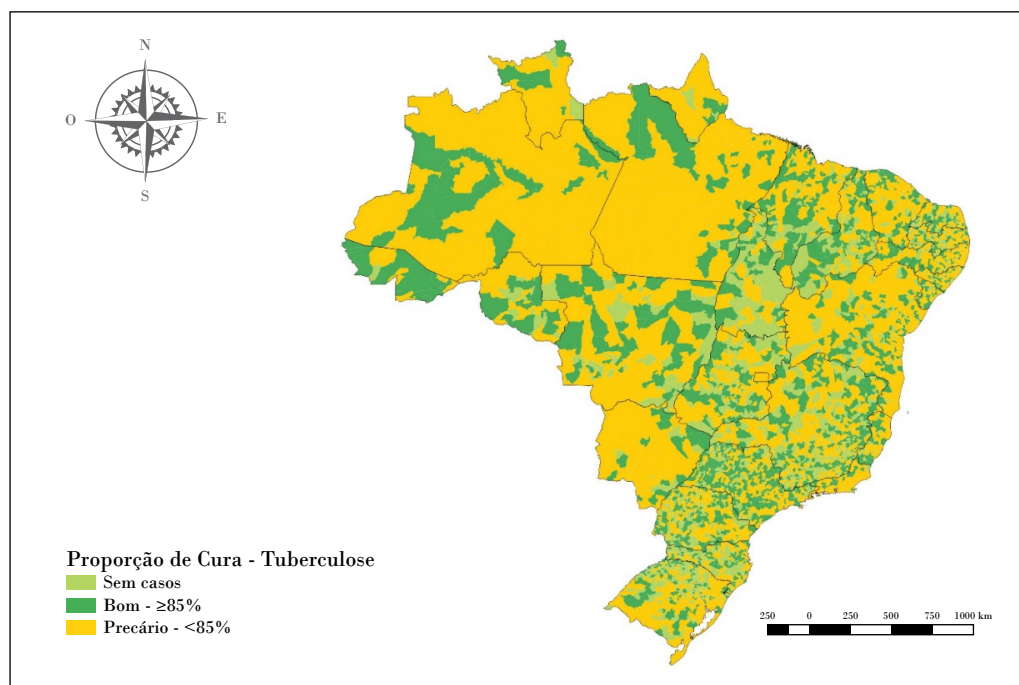 N
O
E
S
Proporção de Cura - Tuberculose
Sem casos
Bom - ≥85%
Precário - <85%
250 0 250 500 750 1000 km